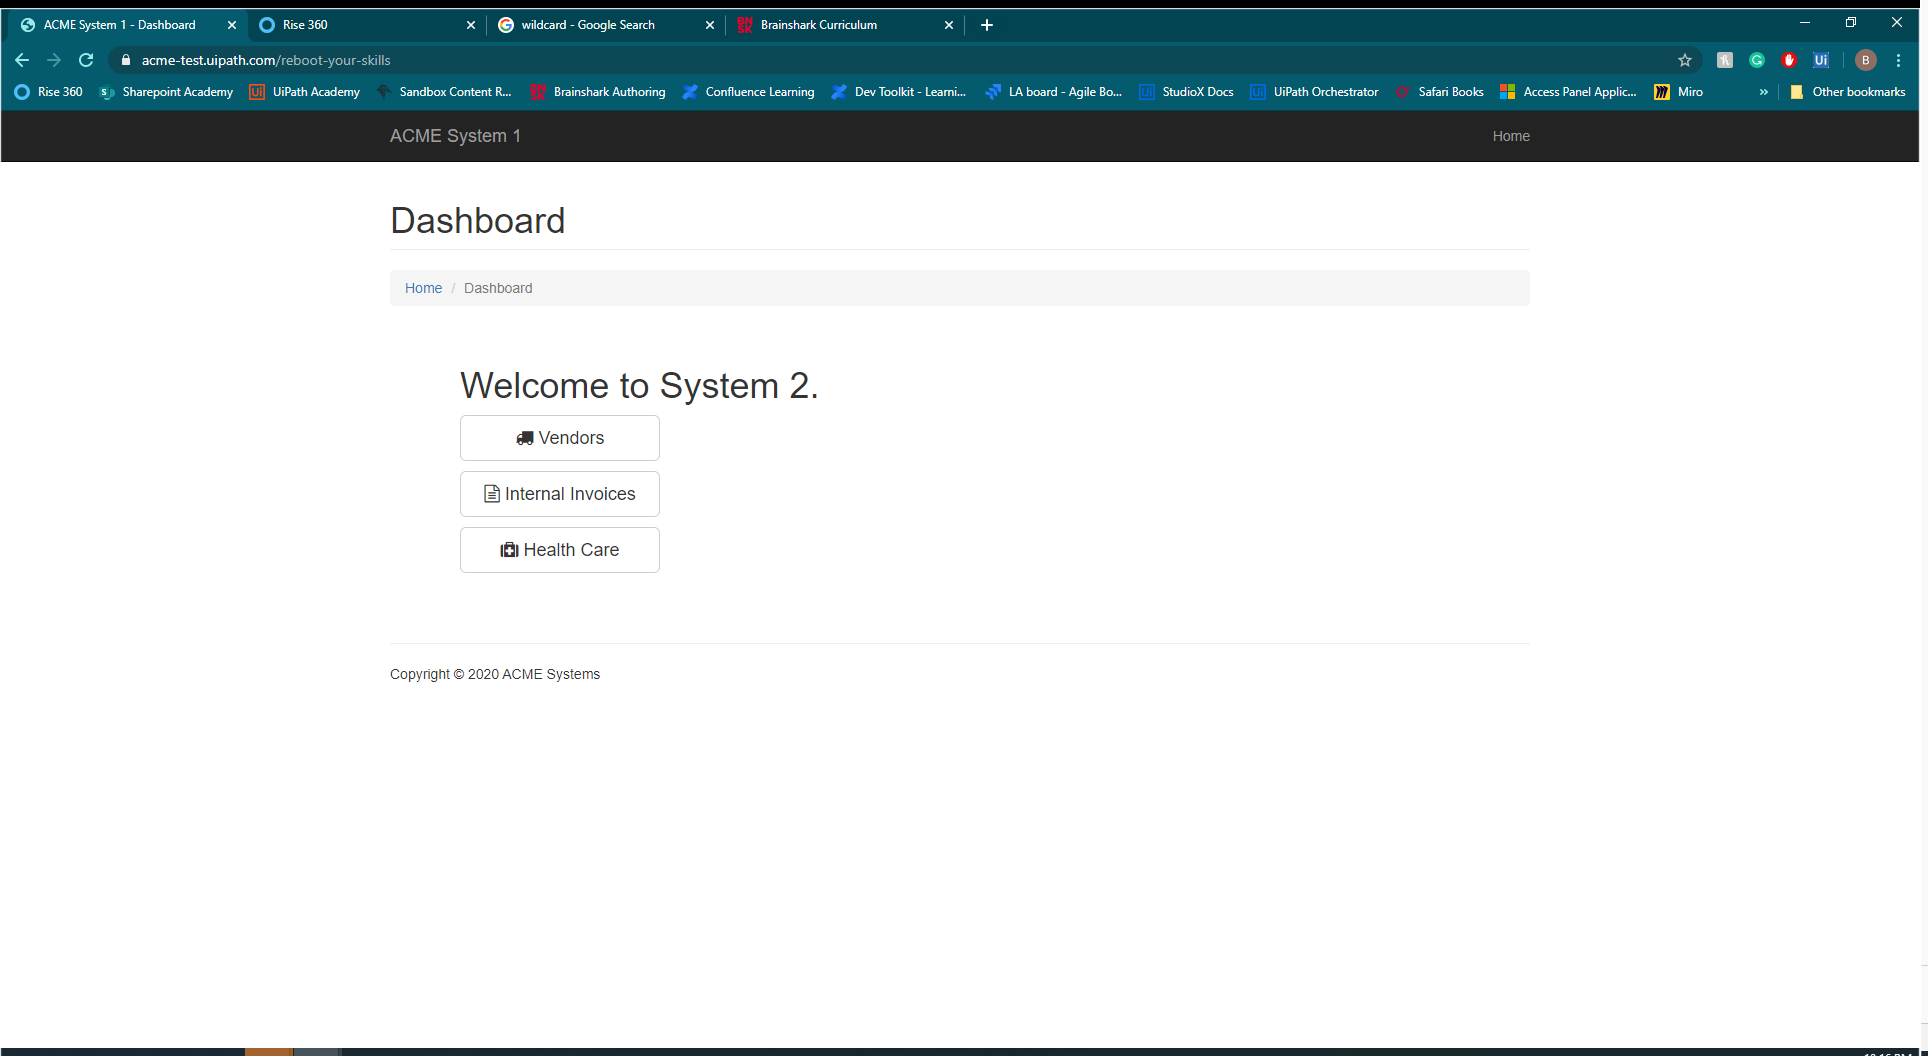 ACME System 1 - Dashboard
Rise 360
wildcard - Google Search
Brainshark Curriculum
acme-test.uipath.com/reboot-your-skills
B
Rise 360
Sharepoint Academy
UiPath Academy
Sandbox Content R...
Brainshark Authoring
Confluence Learning
Dev Toolkit - Learni...
LA board - Agile Bo...
StudioX Docs
UiPath Orchestrator
Safari Books
Access Panel Applic...
Miro
»
Other bookmarks
ACME System 1
Home
Dashboard
Home / Dashboard
Welcome to System 2.
Vendors
Internal Invoices
Health Care
Copyright © 2020 ACME Systems